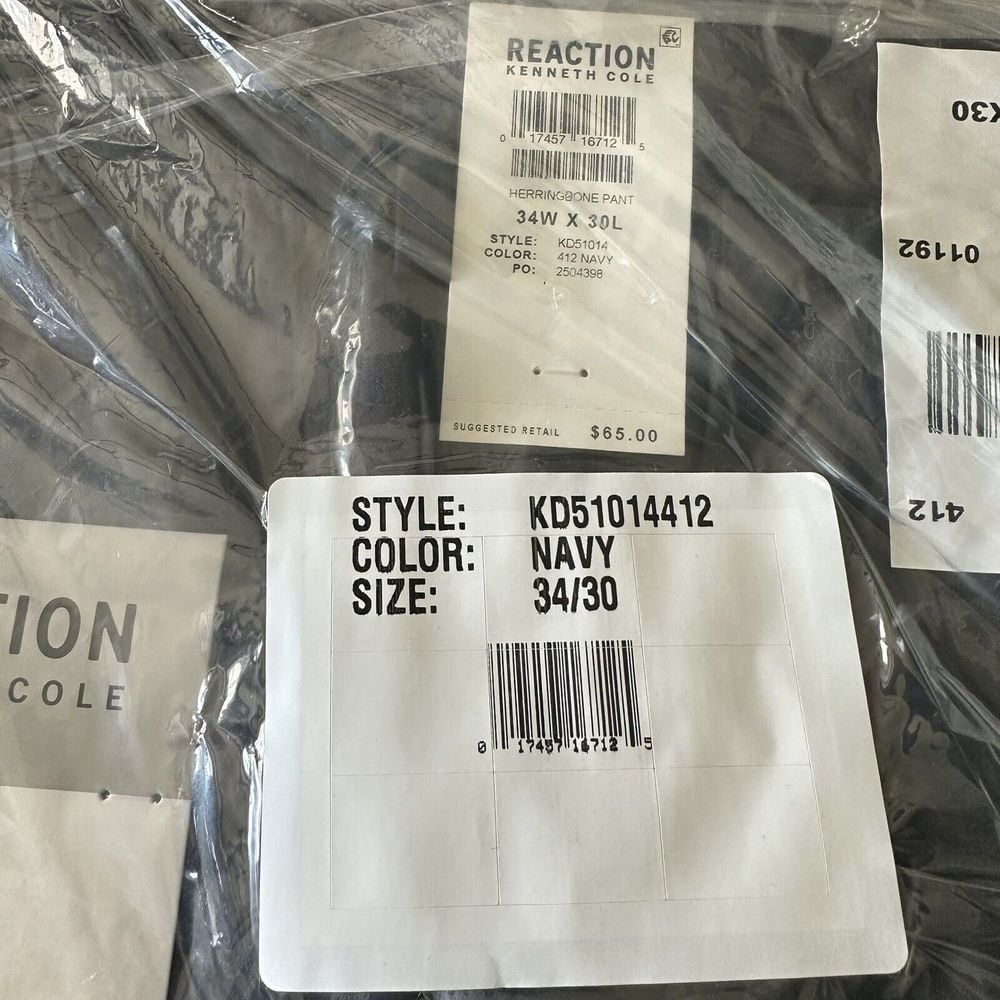 REACTION
KENNETH COLE
0 17457 16712 5
HERRINGBONE PANT
34W X 30L
STYLE: KD51014
COLOR: 412 NAVY
PO: 2504398
SUGGESTED RETAIL $65.00
X30
01192
412
TION
COLE
STYLE: KD51014412
COLOR: NAVY
SIZE: 34/30
0 17457 16712 5